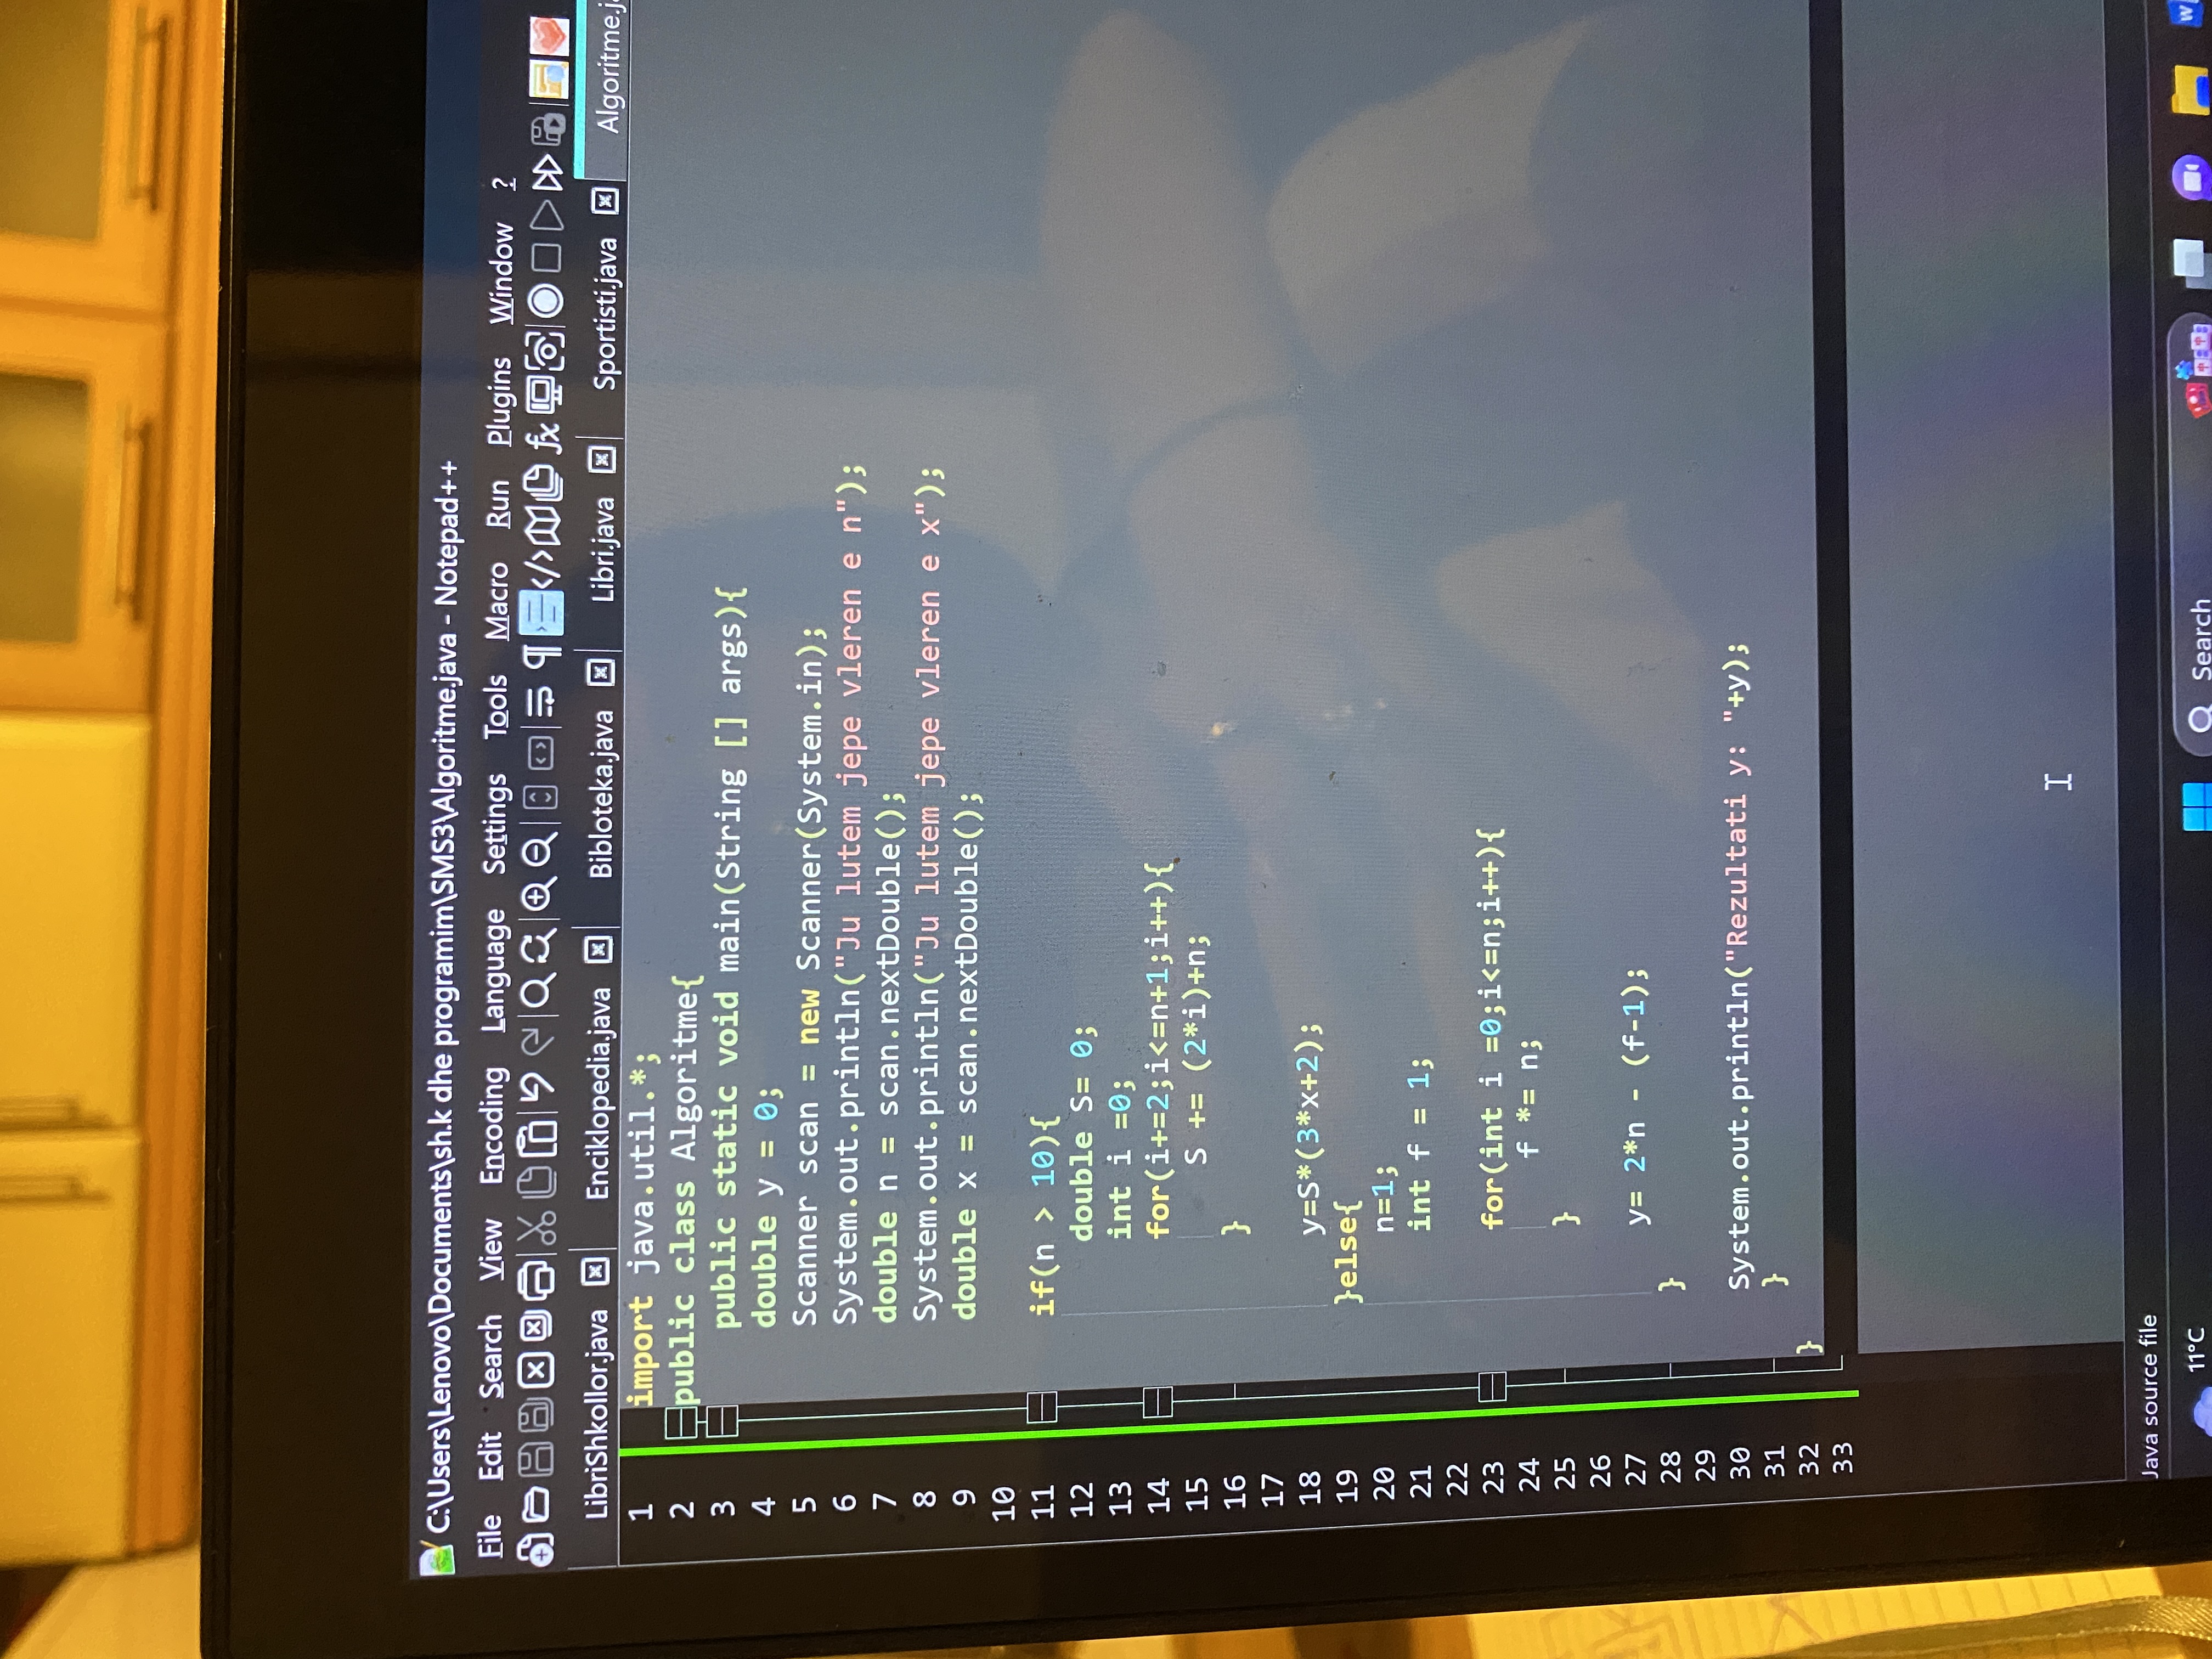 C:\Users\Lenovo\Documents\sh.k dhe programim\SMS3\Algoritme.java - Notepad++
File Edit Search View Encoding Language Settings Tools Macro Run Plugins Window ?
LibriShkollor.java Enciklopedia.java Bibloteka.java Libri.java Sportisti.java Algoritme.j
1 import java.util.*;
2 public class Algoritme{
3 public static void main(String [] args){
4 double y = 0;
5 Scanner scan = new Scanner(System.in);
6 System.out.println("Ju lutem jepe vleren e n");
7 double n = scan.nextDouble();
8 System.out.println("Ju lutem jepe vleren e x");
9 double x = scan.nextDouble();
10
11 if(n > 10){
12 double S= 0;
13 int i =0;
14 for(i+=2;i<=n+1;i++){
15 S += (2*i)+n;
16 }
17
18 y=S*(3*x+2);
19 }else{
20 n=1;
21 int f = 1;
22
23 for(int i =0;i<=n;i++){
24 f *= n;
25 }
26
27 y= 2*n - (f-1);
28 }
29
30 System.out.println("Rezultati y: "+y);
31 }
32 }
33
Java source file
11°C
Search